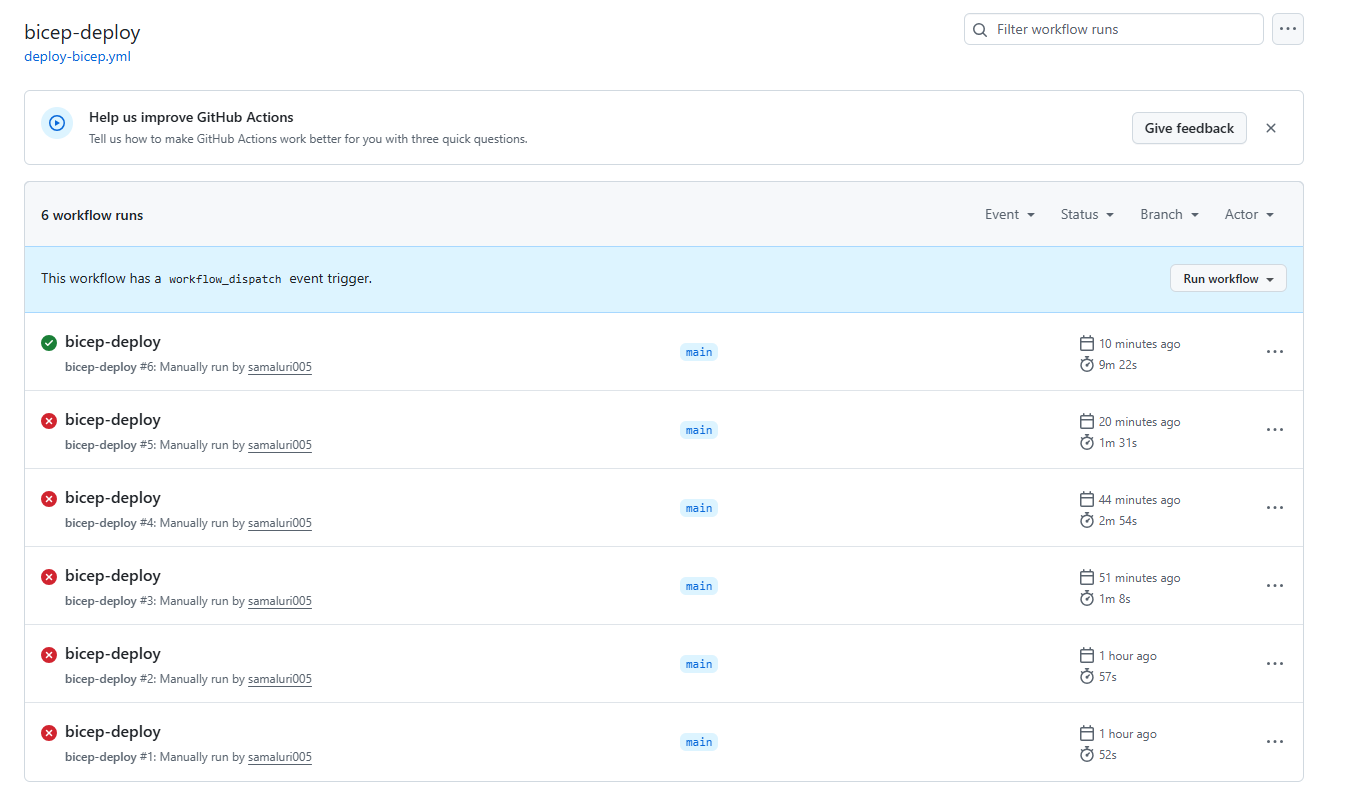 bicep-deploy
deploy-bicep.yml
Filter workflow runs
Help us improve GitHub Actions
Tell us how to make GitHub Actions work better for you with three quick questions.
Give feedback
6 workflow runs
Event Status Branch Actor
This workflow has a workflow_dispatch event trigger.
Run workflow
bicep-deploy
bicep-deploy #6: Manually run by samaluri005
main
10 minutes ago
9m 22s
bicep-deploy
bicep-deploy #5: Manually run by samaluri005
main
20 minutes ago
1m 31s
bicep-deploy
bicep-deploy #4: Manually run by samaluri005
main
44 minutes ago
2m 54s
bicep-deploy
bicep-deploy #3: Manually run by samaluri005
main
51 minutes ago
1m 8s
bicep-deploy
bicep-deploy #2: Manually run by samaluri005
main
1 hour ago
57s
bicep-deploy
bicep-deploy #1: Manually run by samaluri005
main
1 hour ago
52s